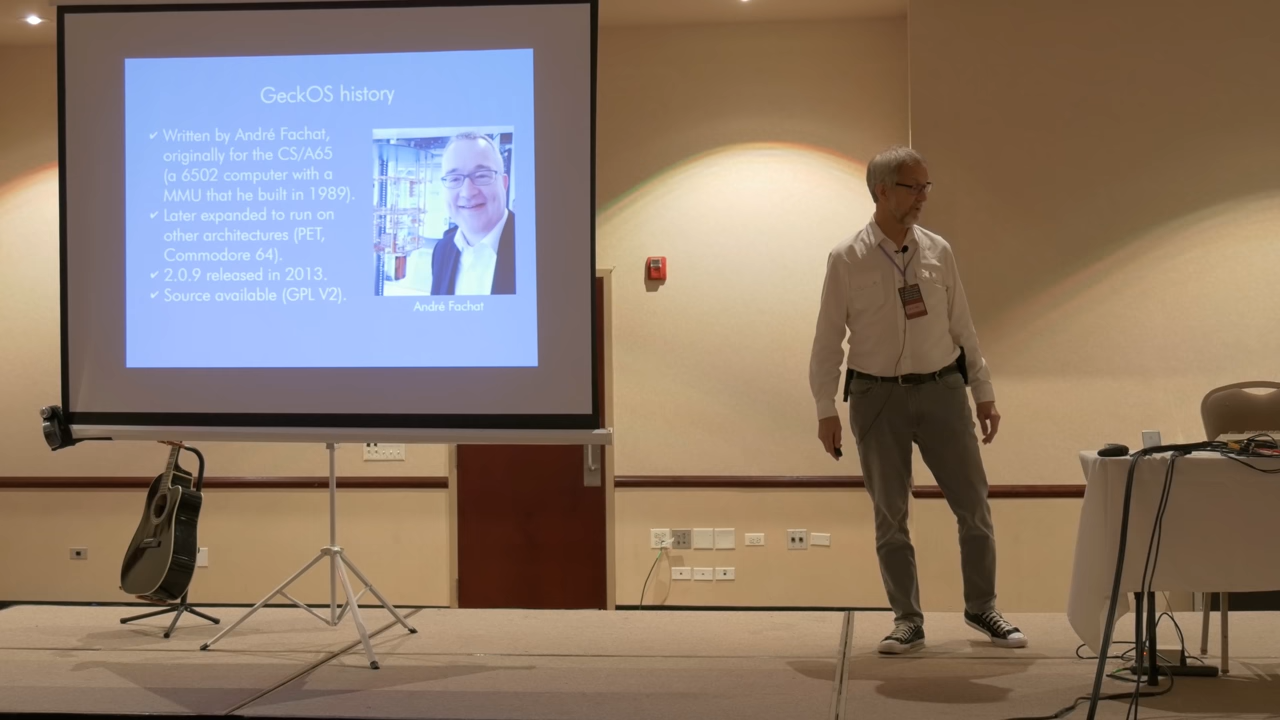 GeckOS history
✔ Written by André Fachat,
originally for the CS/A65
(a 6502 computer with a
MMU that he built in 1989).
✔ Later expanded to run on
other architectures (PET,
Commodore 64).
✔ 2.0.9 released in 2013.
✔ Source available (GPL V2).
André Fachat